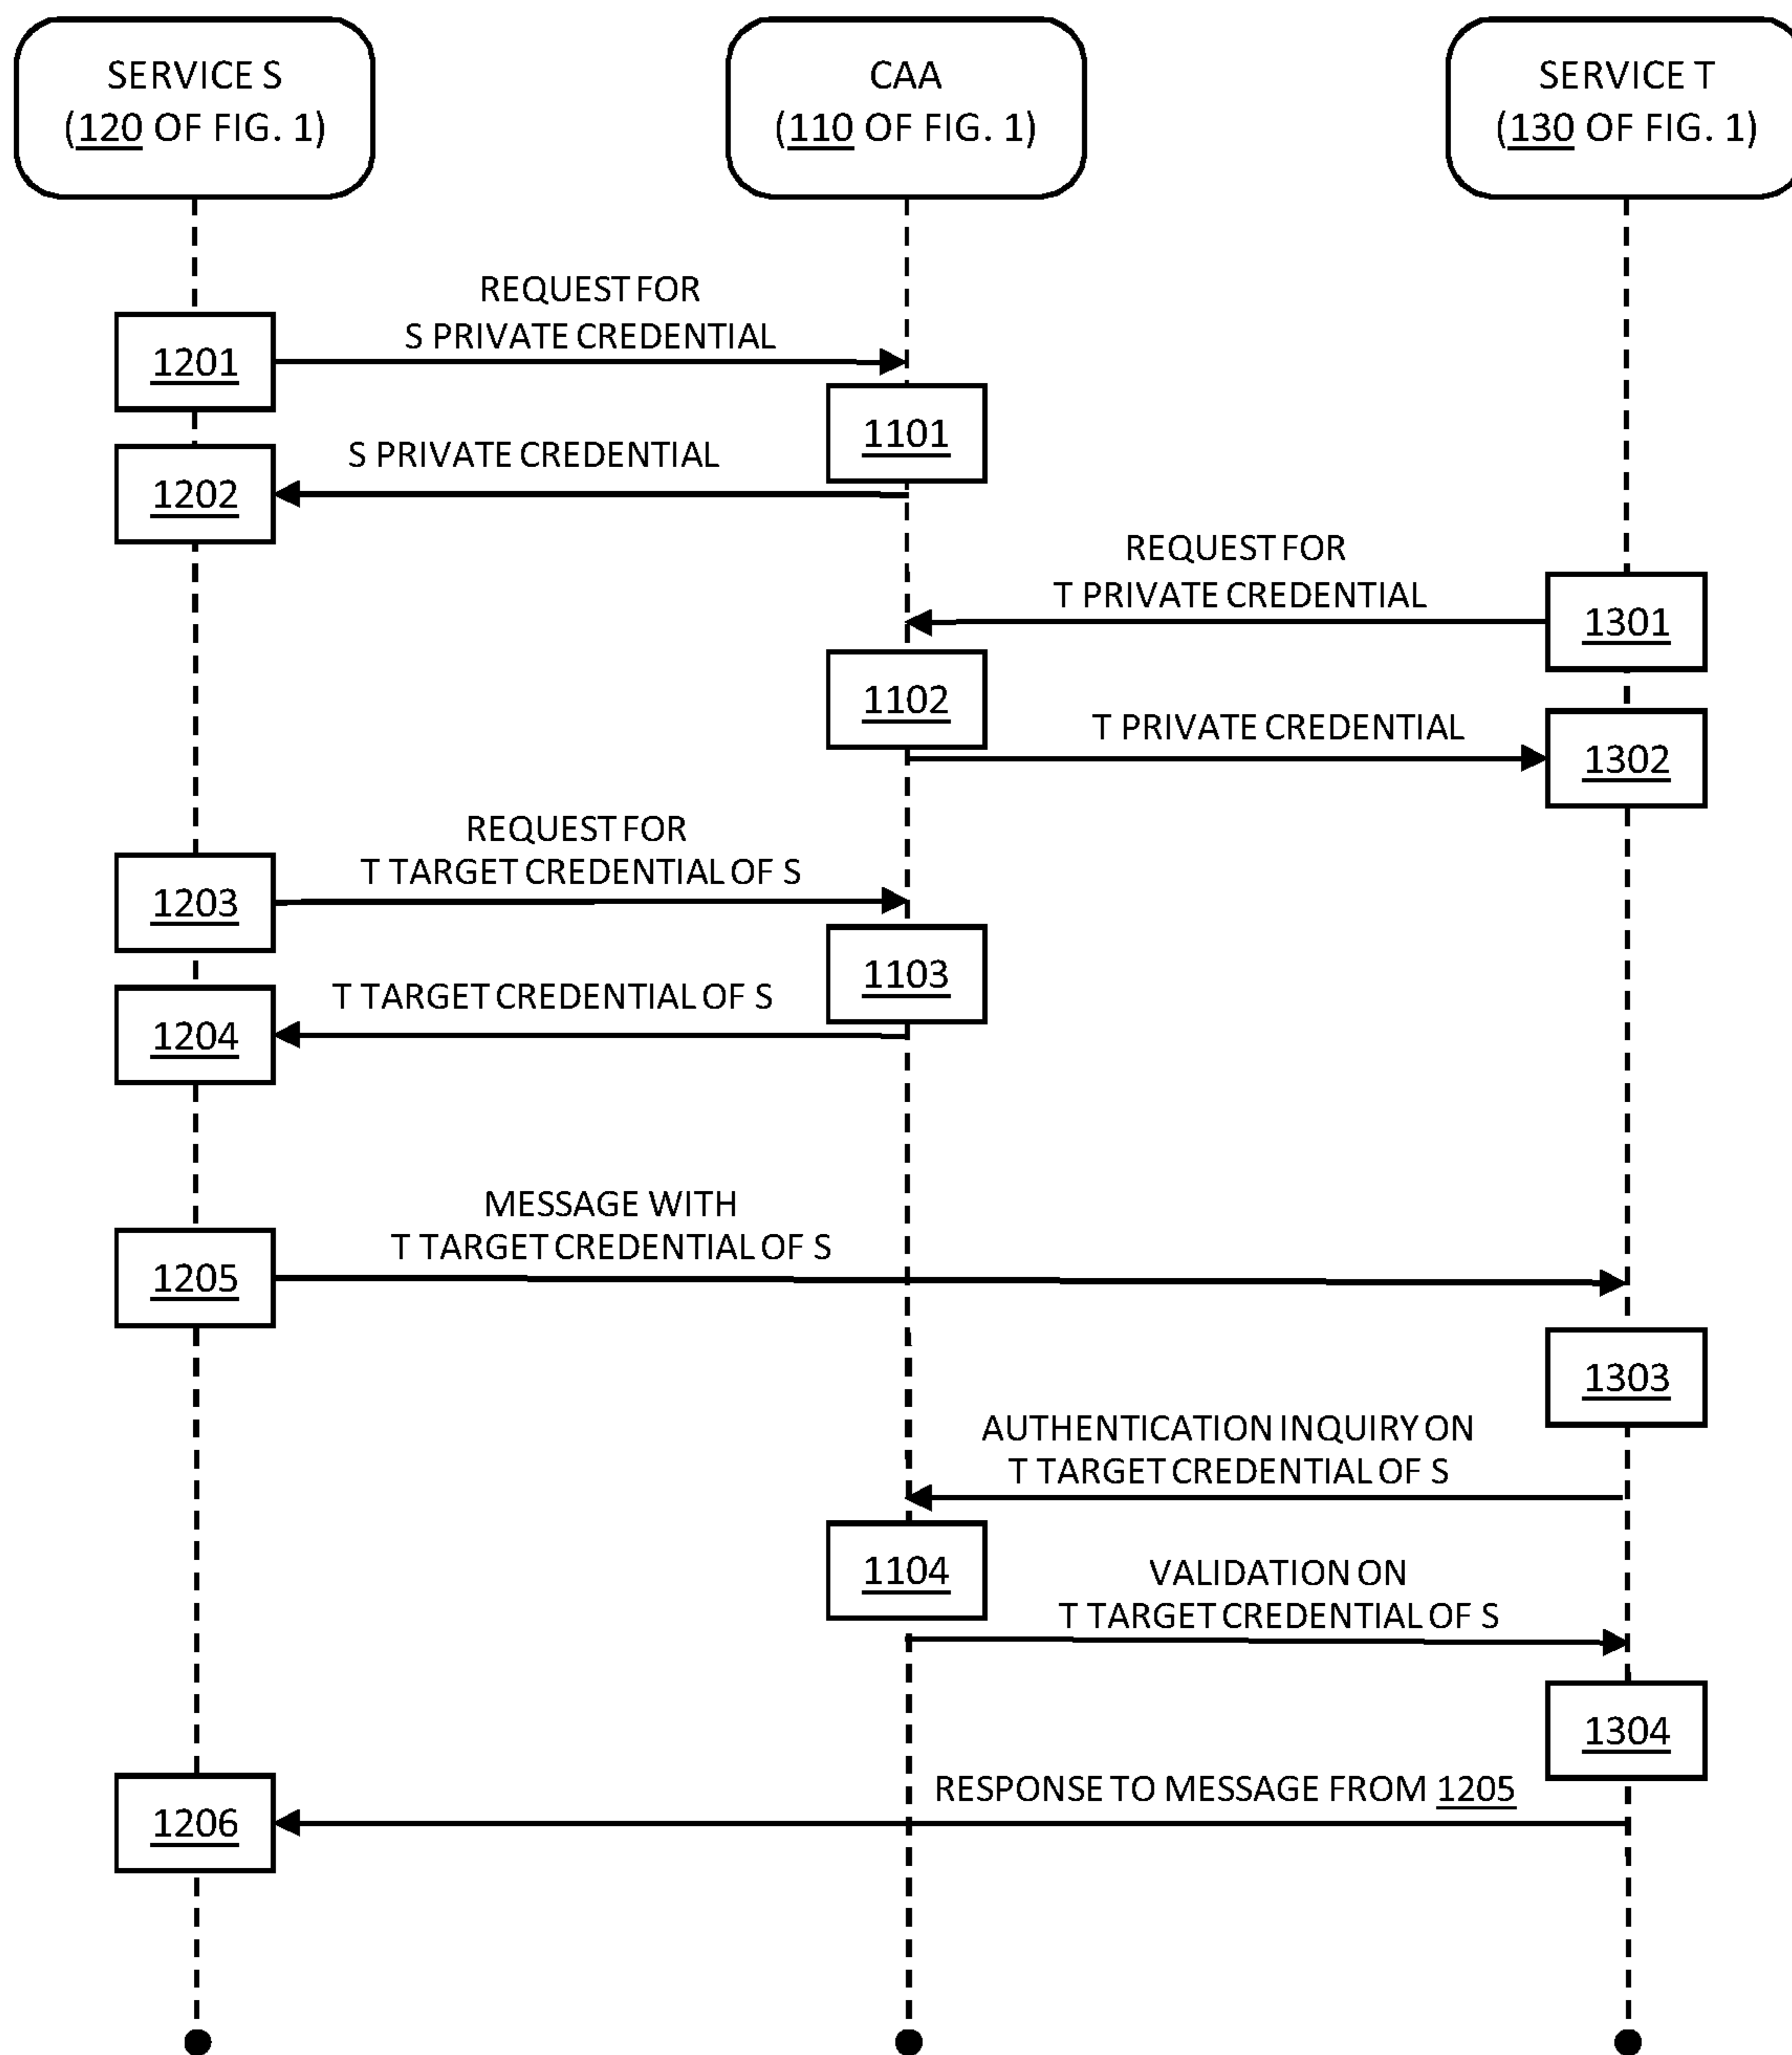 SERVICE S
(120 OF FIG. 1)
CAA
(110 OF FIG. 1)
SERVICE T
(130 OF FIG. 1)
REQUEST FOR
S PRIVATE CREDENTIAL
1201
1101
S PRIVATE CREDENTIAL
1202
REQUEST FOR
T PRIVATE CREDENTIAL
1301
1102
T PRIVATE CREDENTIAL
1302
REQUEST FOR
T TARGET CREDENTIAL OF S
1203
1103
T TARGET CREDENTIAL OF S
1204
MESSAGE WITH
T TARGET CREDENTIAL OF S
1205
1303
AUTHENTICATION INQUIRY ON
T TARGET CREDENTIAL OF S
1104
VALIDATION ON
T TARGET CREDENTIAL OF S
1304
RESPONSE TO MESSAGE FROM 1205
1206